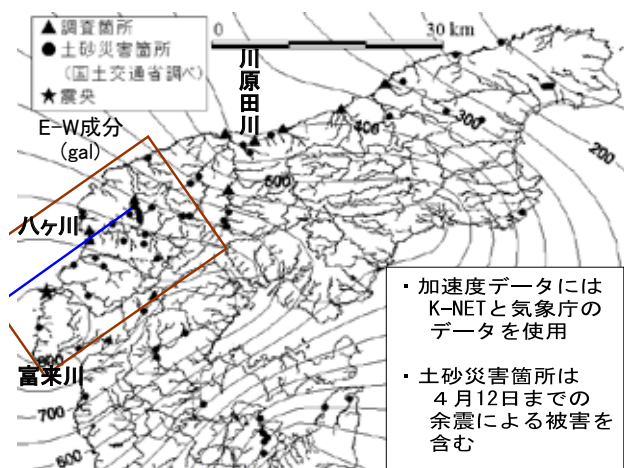 ▲ 調査箇所
● 土砂災害箇所
(国土交通省調べ)
★ 震央
0 30 km
川原田川
E-W成分
(gal)
400
300
200
500
八ヶ川
富来川
700
600
・加速度データには
K-NETと気象庁の
データを使用
・土砂災害箇所は
4月12日までの
余震による被害を
含む